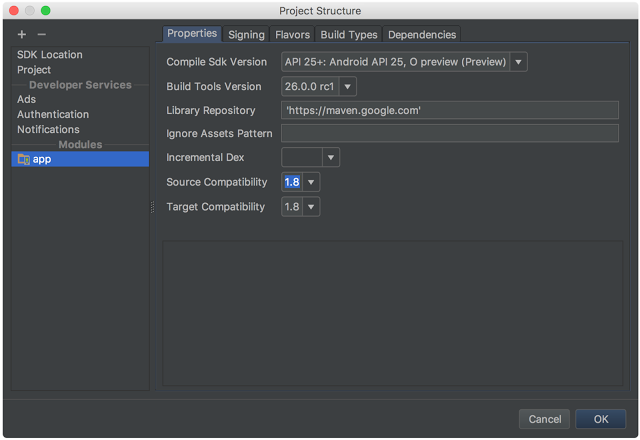 Project Structure
+ −
SDK Location
Project
Developer Services
Ads
Authentication
Notifications
Modules
app
Properties Signing Flavors Build Types Dependencies
Compile Sdk Version API 25+: Android API 25, O preview (Preview)
Build Tools Version 26.0.0 rc1
Library Repository 'https://maven.google.com'
Ignore Assets Pattern
Incremental Dex
Source Compatibility 1.8
Target Compatibility 1.8
Cancel OK